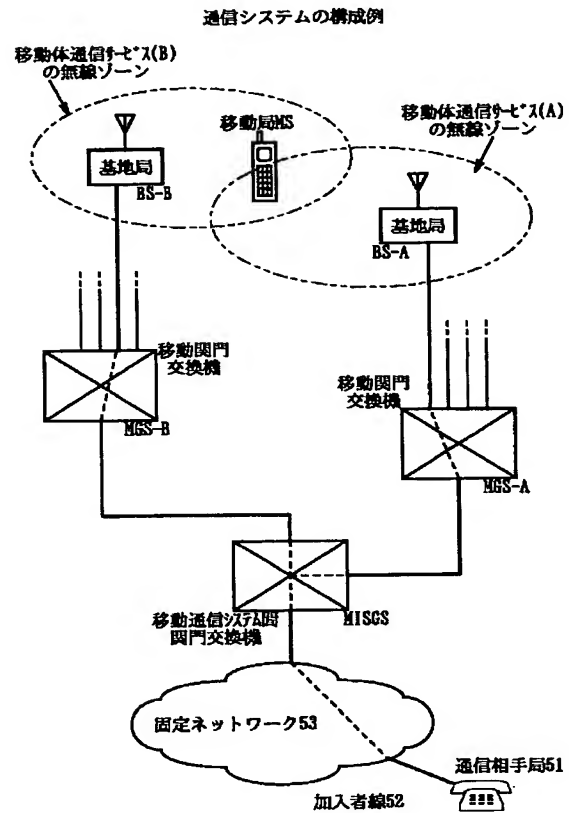 通信システムの構成例
移動体通信ｻｰﾋﾞｽ(B)
の無線ゾーン
移動体通信ｻｰﾋﾞｽ(A)
の無線ゾーン
移動局MS
基地局
BS-B
基地局
BS-A
移動関門
交換機
MGS-B
移動関門
交換機
MGS-A
移動通信ｼｽﾃﾑ間
関門交換機
MISGS
固定ネットワーク53
通信相手局51
加入者線52